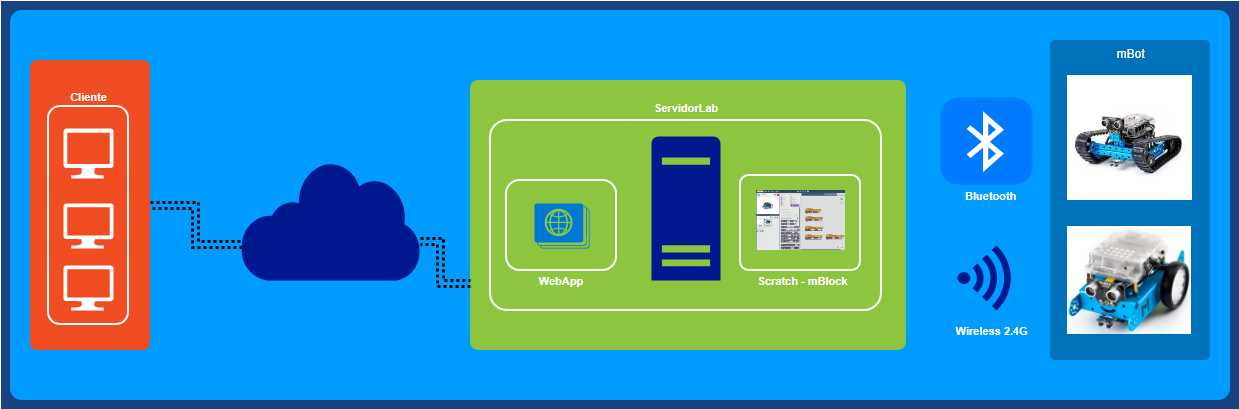 Cliente
ServidorLab
WebApp
Scratch - mBlock
Bluetooth
Wireless 2.4G
mBot